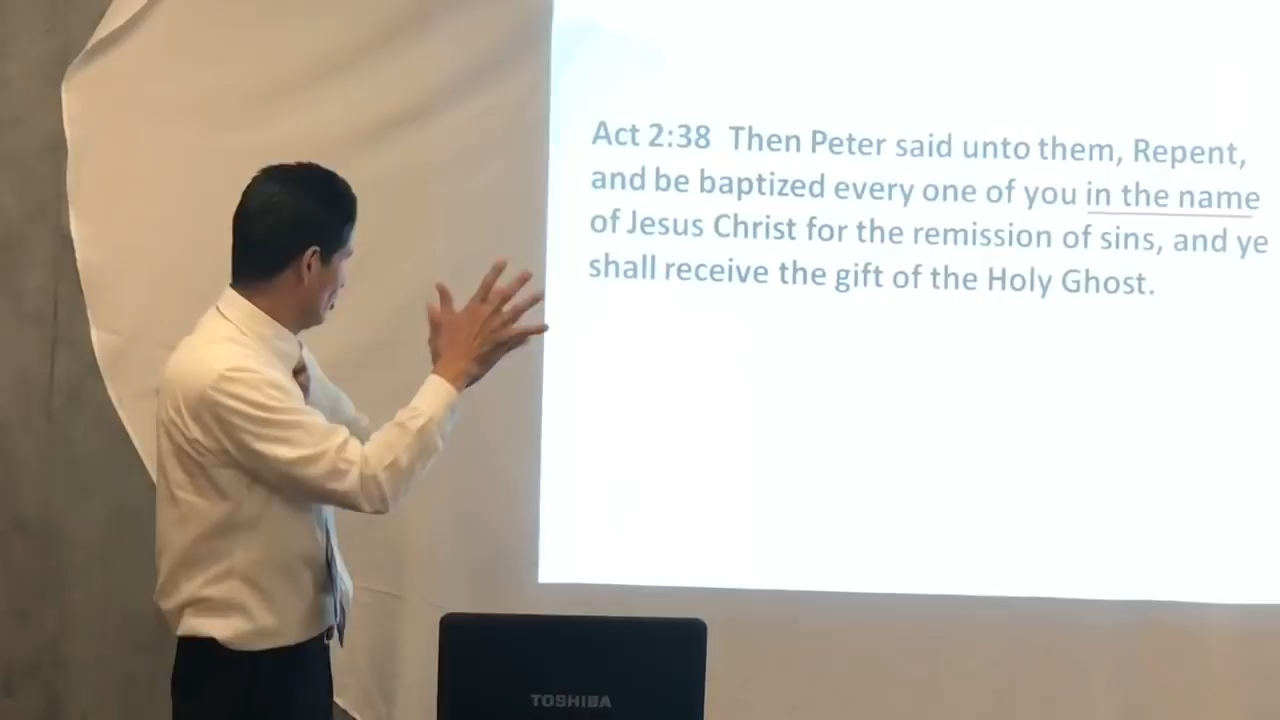 Act 2:38 Then Peter said unto them, Repent,
and be baptized every one of you in the name
of Jesus Christ for the remission of sins, and ye
shall receive the gift of the Holy Ghost.
TOSHIBA